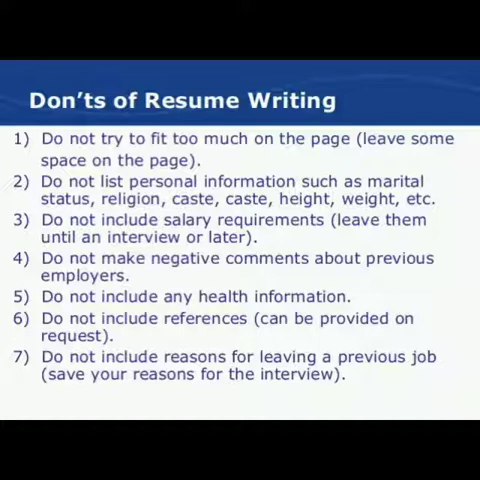 Don'ts of Resume Writing
1) Do not try to fit too much on the page (leave some
space on the page).
2) Do not list personal information such as marital
status, religion, caste, caste, height, weight, etc.
3) Do not include salary requirements (leave them
until an interview or later).
4) Do not make negative comments about previous
employers.
5) Do not include any health information.
6) Do not include references (can be provided on
request).
7) Do not include reasons for leaving a previous job
(save your reasons for the interview).